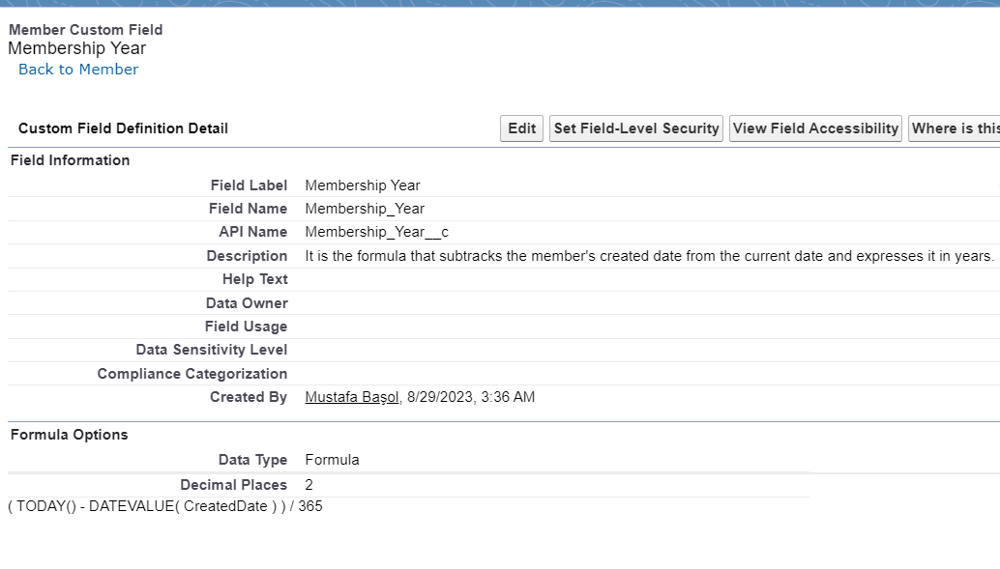 Member Custom Field
Membership Year
Back to Member
Custom Field Definition Detail
Edit
Set Field-Level Security
View Field Accessibility
Where is this
Field Information
Field Label Membership Year
Field Name Membership_Year
API Name Membership_Year__c
Description It is the formula that subtracks the member's created date from the current date and expresses it in years.
Help Text
Data Owner
Field Usage
Data Sensitivity Level
Compliance Categorization
Created By Mustafa Başol, 8/29/2023, 3:36 AM
Formula Options
Data Type Formula
Decimal Places 2
( TODAY() - DATEVALUE( CreatedDate ) ) / 365